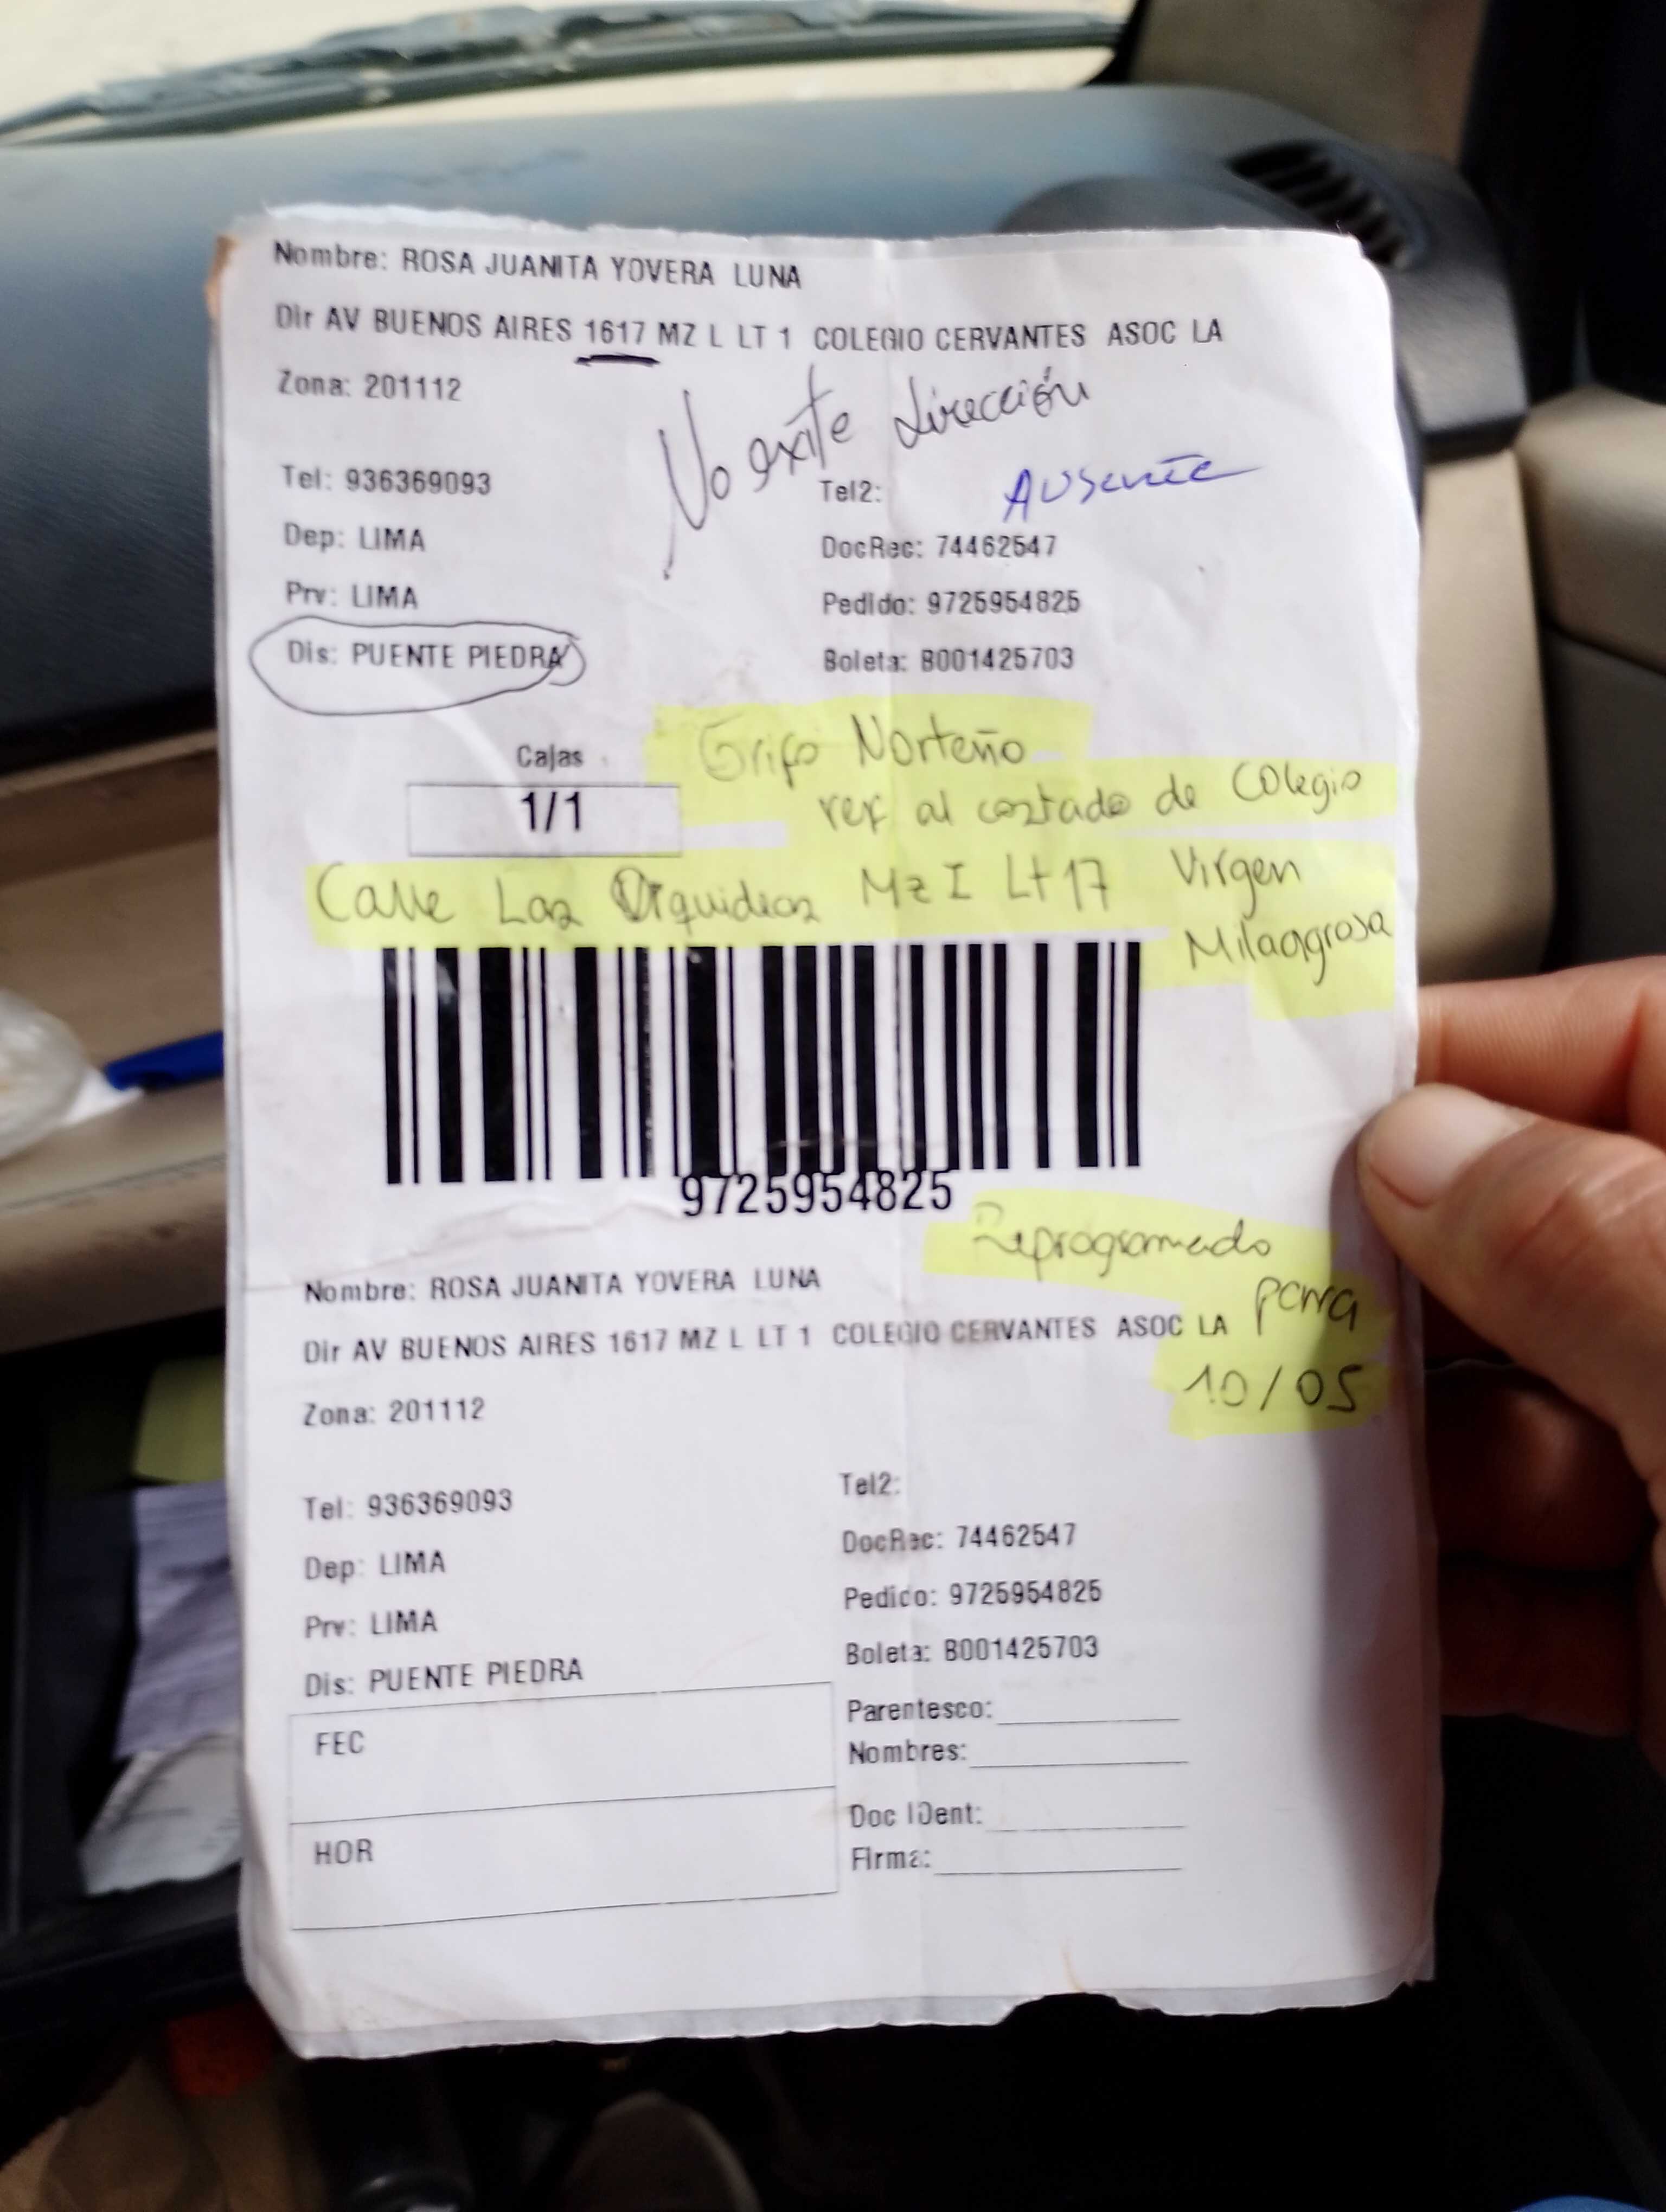 Nombre: ROSA JUANITA YOVERA LUNA
Dir AV BUENOS AIRES 1617 MZ L LT 1 COLEGIO CERVANTES ASOC LA
Zona: 201112
No exite dirección
Tel: 936369093
Tel2:
Ausente
Dep: LIMA
DocRec: 74462547
Prv: LIMA
Pedido: 9725954825
Dis: PUENTE PIEDRA
Boleta: B001425703
Cajas
1/1
Grifo Norteño
ref al costado de Colegio
Calle Las Orquideas Mz I Lt 17 Virgen
Milagrosa
9725954825
Reprogramado
para
10/05
Nombre: ROSA JUANITA YOVERA LUNA
Dir AV BUENOS AIRES 1617 MZ L LT 1 COLEGIO CERVANTES ASOC LA
Zona: 201112
Tel: 936369093
Tel2:
Dep: LIMA
DocRec: 74462547
Prv: LIMA
Pedido: 9725954825
Dis: PUENTE PIEDRA
Boleta: B001425703
FEC
Parentesco:
Nombres:
HOR
Doc IDent:
Firma: